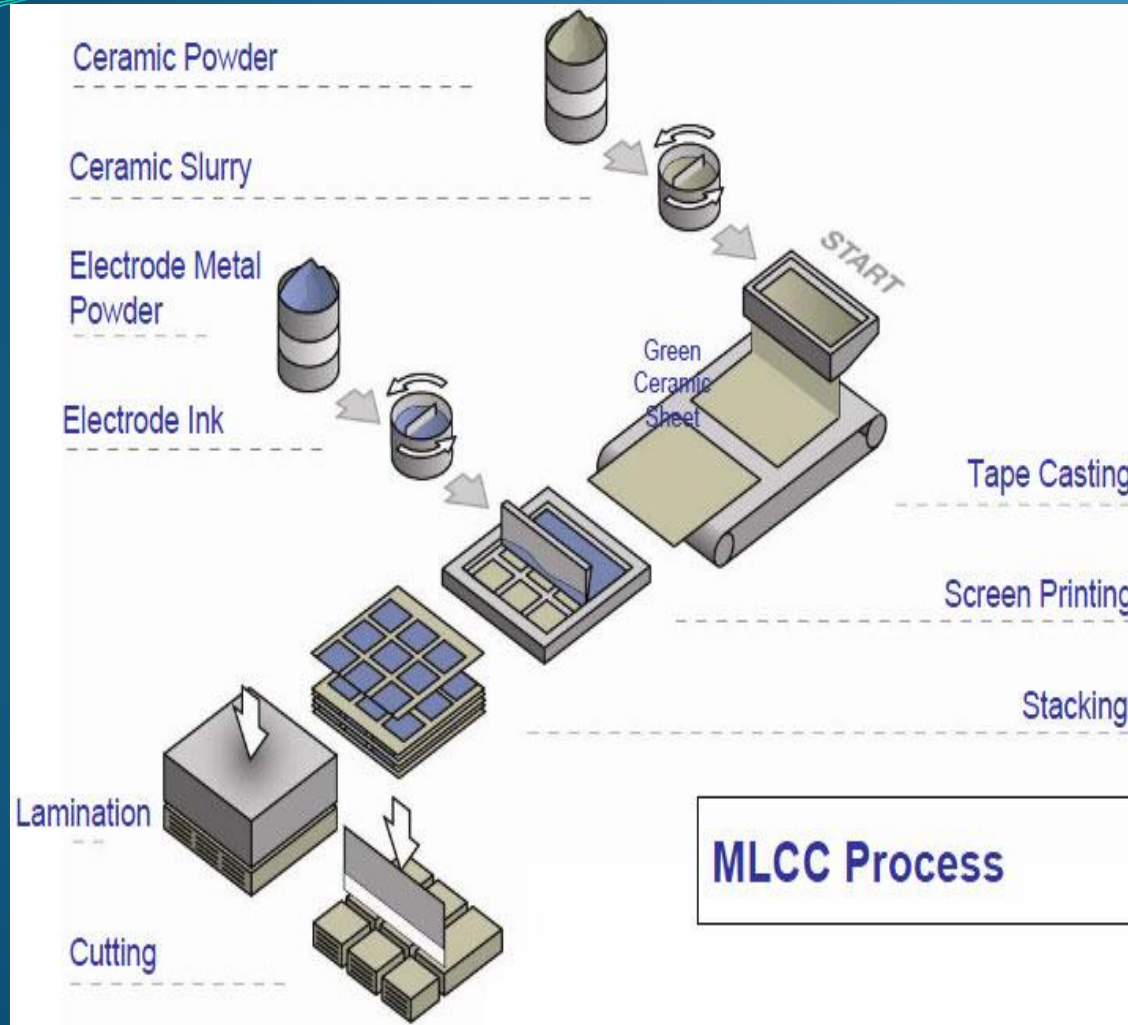 Ceramic Powder
Ceramic Slurry
START
Electrode Metal
Powder
Green
Ceramic
Sheet
Electrode Ink
Tape Casting
Screen Printing
Stacking
Lamination
MLCC Process
Cutting